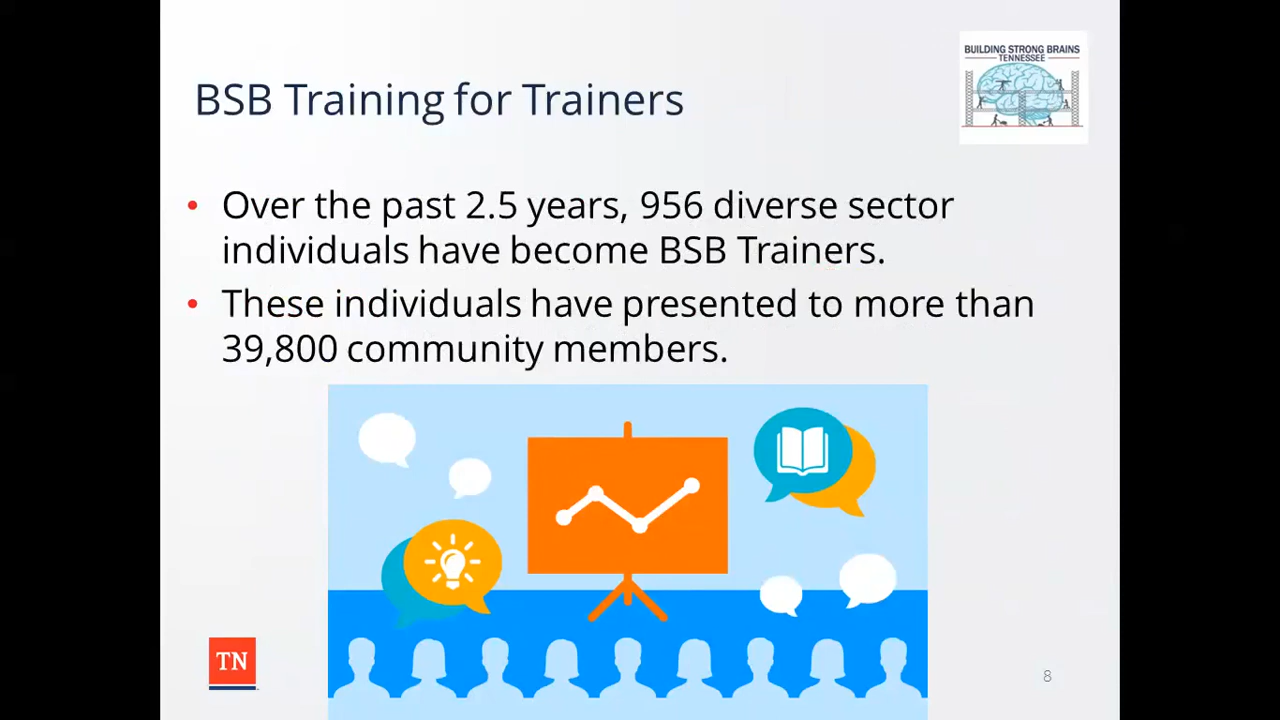 BUILDING STRONG BRAINS
TENNESSEE
BSB Training for Trainers
• Over the past 2.5 years, 956 diverse sector
individuals have become BSB Trainers.
• These individuals have presented to more than
39,800 community members.
TN
8